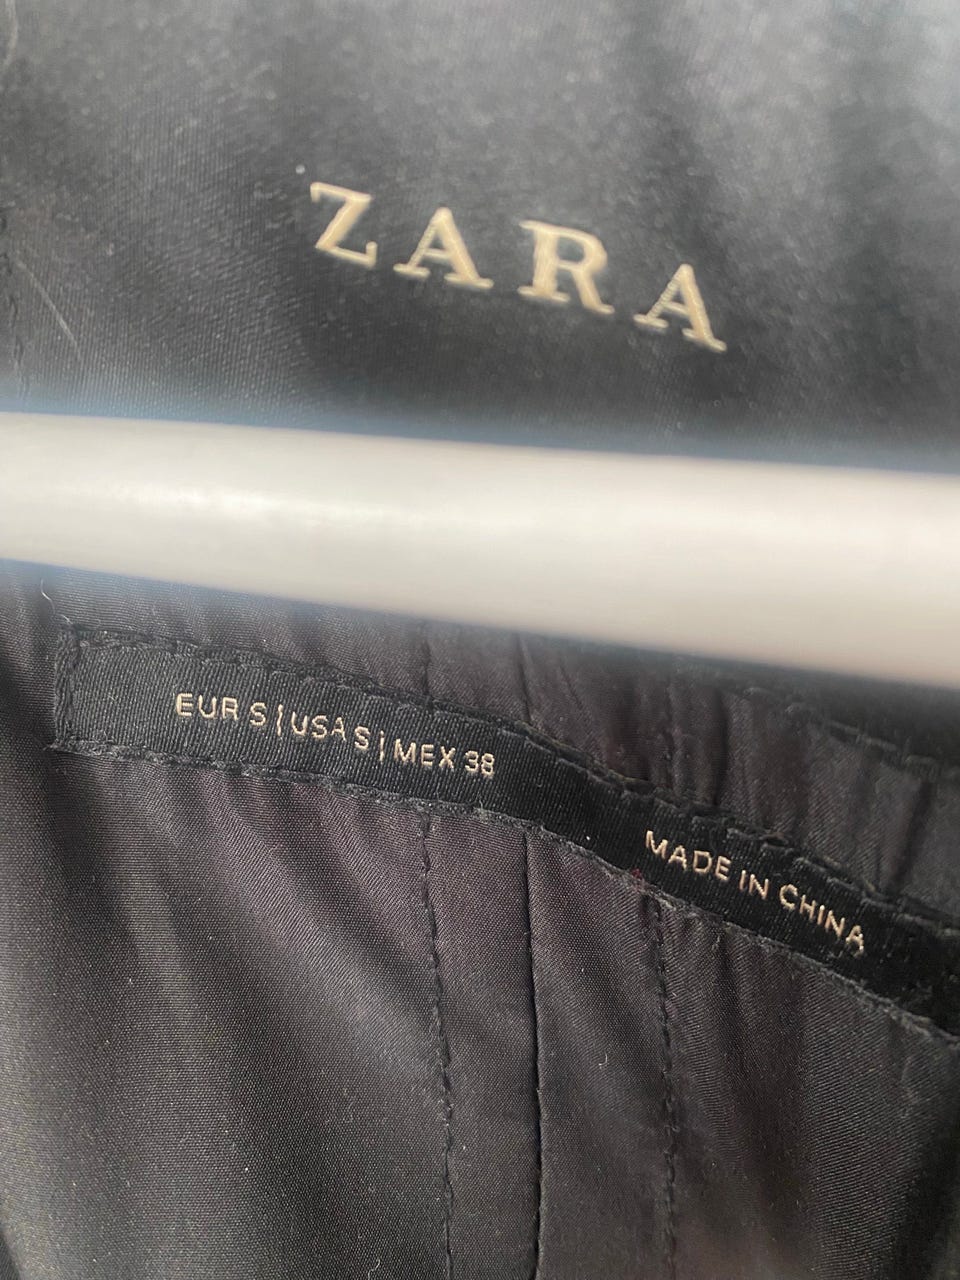 ZARA
EUR S | USA S | MEX 38
MADE IN CHINA